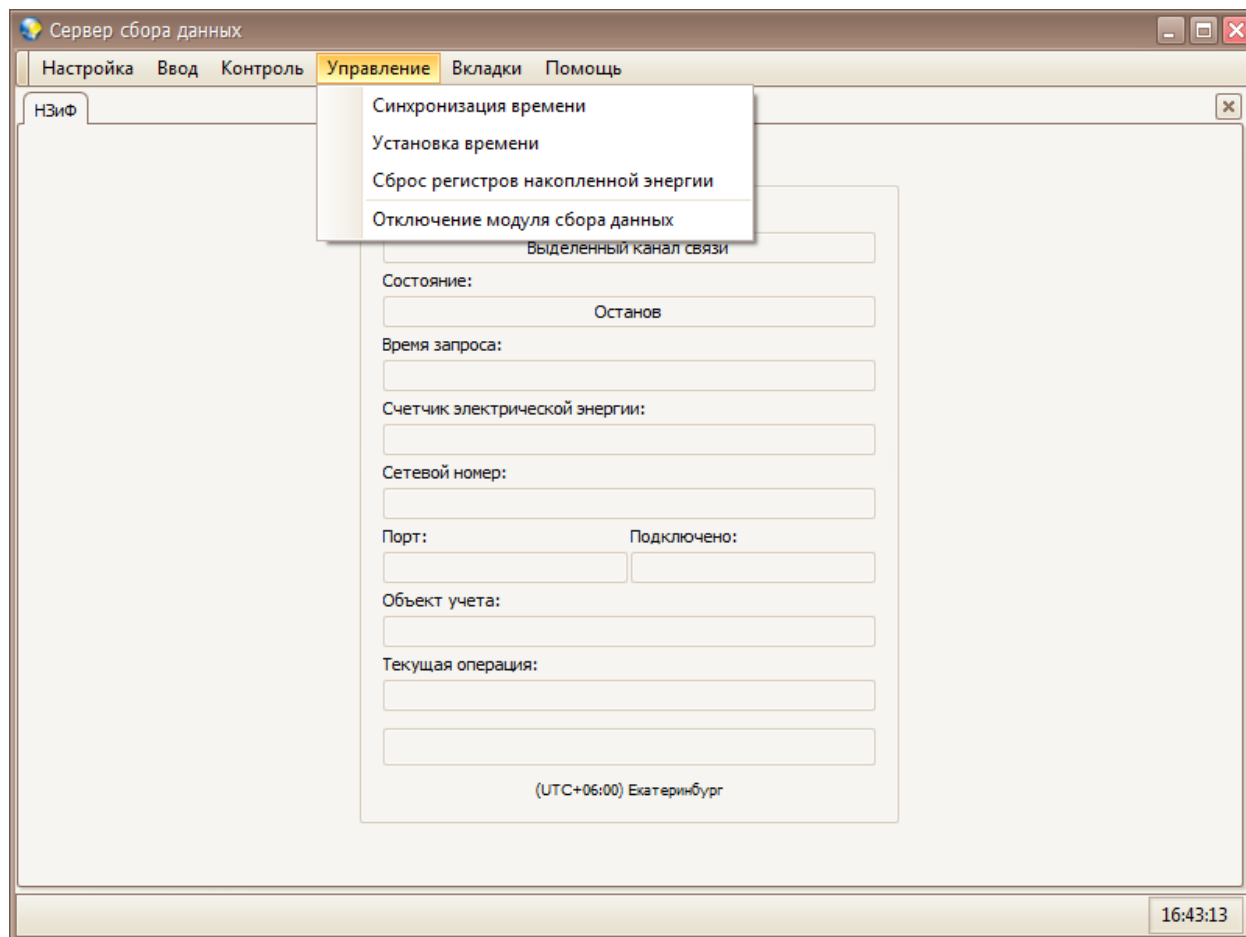 Сервер сбора данных
Настройка Ввод Контроль Управление Вкладки Помощь
НЗиФ
Синхронизация времени
Установка времени
Сброс регистров накопленной энергии
Отключение модуля сбора данных
Выделенный канал связи
Состояние:
Останов
Время запроса:
Счетчик электрической энергии:
Сетевой номер:
Порт: Подключено:
Объект учета:
Текущая операция:
(UTC+06:00) Екатеринбург
16:43:13